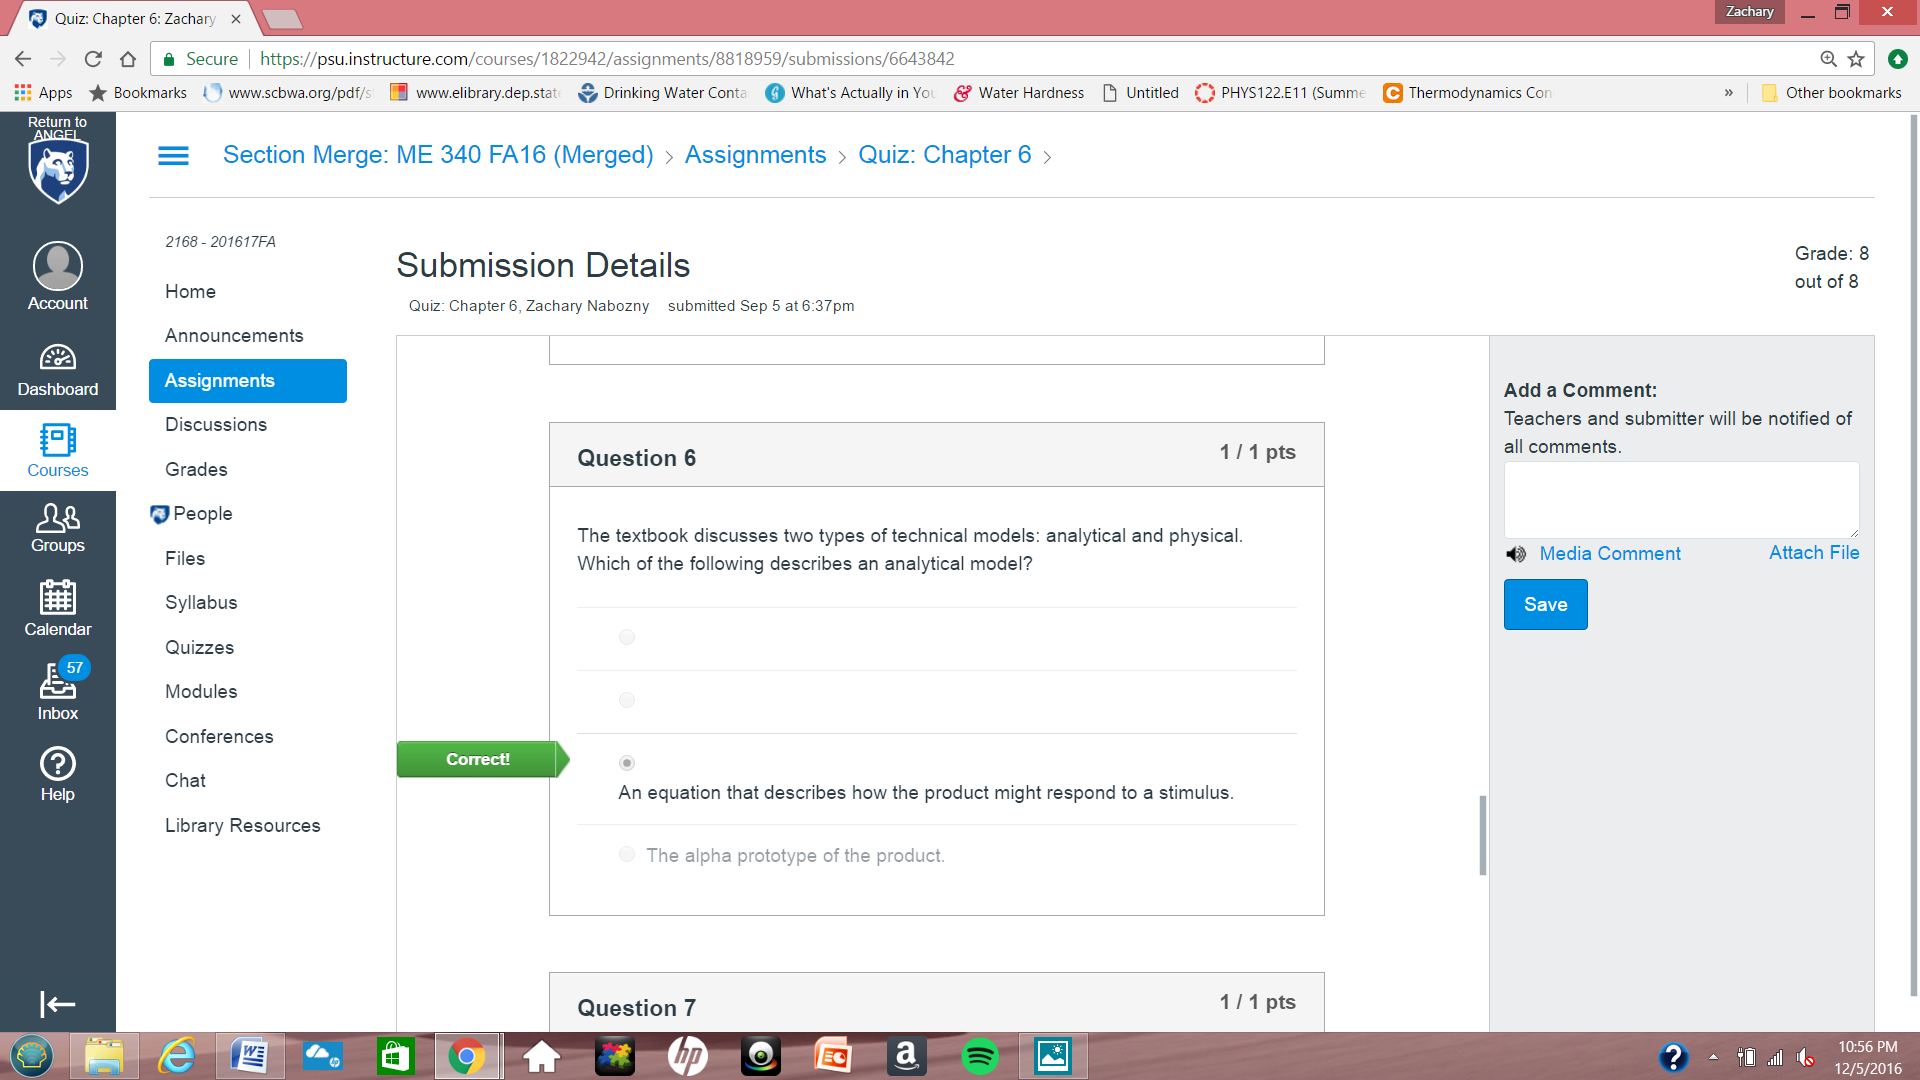 Quiz: Chapter 6: Zachary
Zachary
Secure
https://psu.instructure.com/courses/1822942/assignments/8818959/submissions/6643842
Apps
Bookmarks
www.scbwa.org/pdf/s
www.elibrary.dep.stat
Drinking Water Conta
What's Actually in You
Water Hardness
Untitled
PHYS122.E11 (Summe
Thermodynamics Con
»
Other bookmarks
Return to
ANGEL
Account
Dashboard
Courses
Groups
Calendar
57
Inbox
Help
Section Merge: ME 340 FA16 (Merged) > Assignments > Quiz: Chapter 6 >
2168 - 201617FA
Home
Announcements
Assignments
Discussions
Grades
People
Files
Syllabus
Quizzes
Modules
Conferences
Chat
Library Resources
Submission Details
Quiz: Chapter 6, Zachary Nabozny submitted Sep 5 at 6:37pm
Grade: 8
out of 8
Question 6
1 / 1 pts
The textbook discusses two types of technical models: analytical and physical.
Which of the following describes an analytical model?
Correct!
An equation that describes how the product might respond to a stimulus.
The alpha prototype of the product.
Question 7
1 / 1 pts
Add a Comment:
Teachers and submitter will be notified of
all comments.
Media Comment
Attach File
Save
hp
10:56 PM
12/5/2016